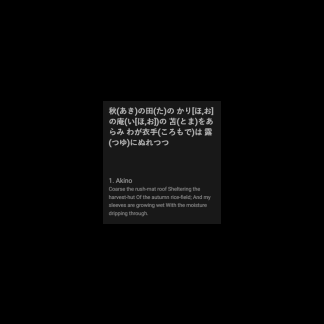 秋(あき)の田(た)の かり[ほ,お]
の庵(い[ほ,お])の 苫(とま)をあ
らみ わが衣手(ころもで)は 露
(つゆ)にぬれつつ
1. Akino
Coarse the rush-mat roof Sheltering the
harvest-hut Of the autumn rice-field; And my
sleeves are growing wet With the moisture
dripping through.